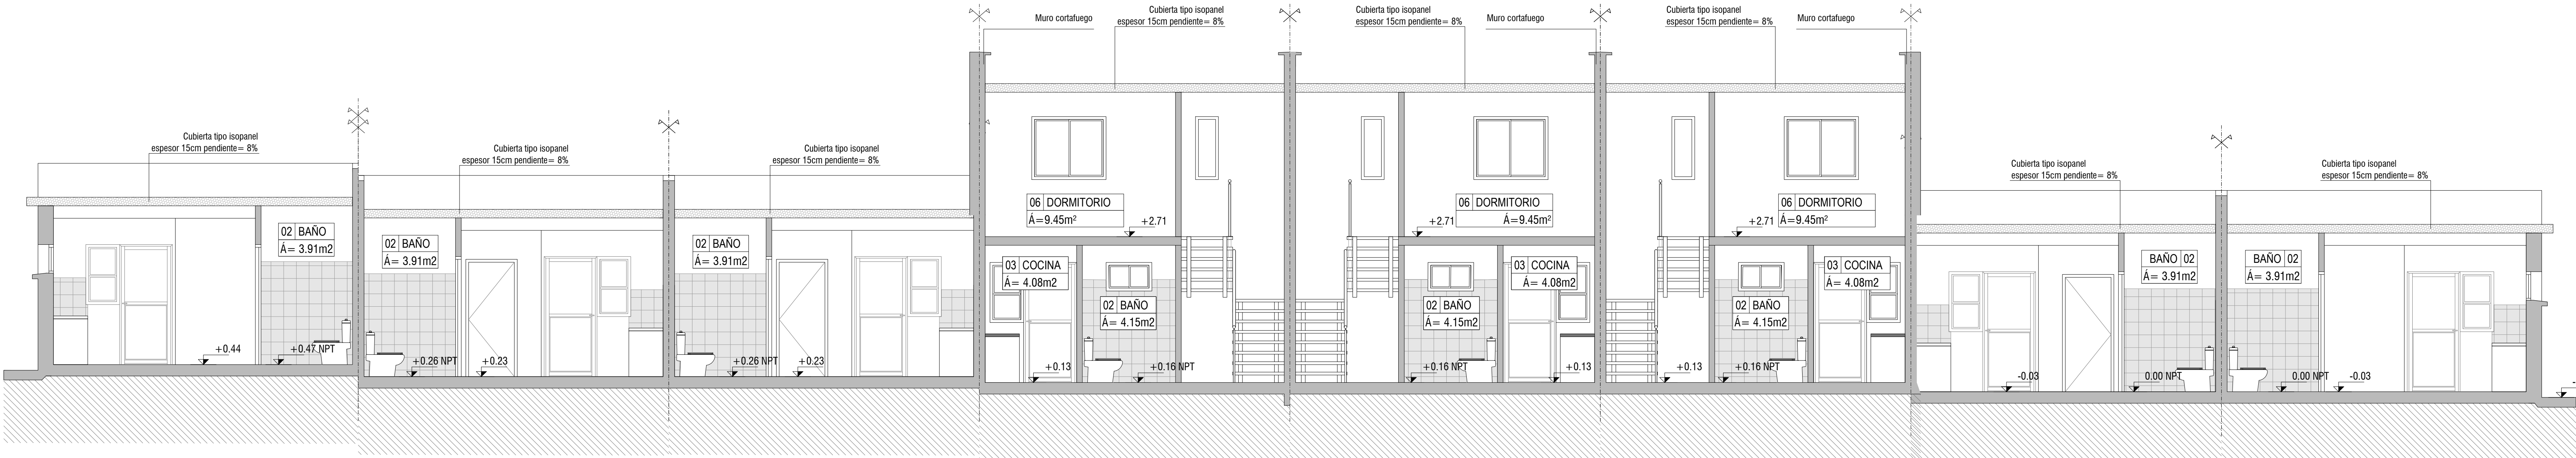 Cubierta tipo isopanel
espesor 15cm pendiente= 8%
Cubierta tipo isopanel
espesor 15cm pendiente= 8%
Cubierta tipo isopanel
espesor 15cm pendiente= 8%
Muro cortafuego
Cubierta tipo isopanel
espesor 15cm pendiente= 8%
Cubierta tipo isopanel
espesor 15cm pendiente= 8%
Muro cortafuego
Cubierta tipo isopanel
espesor 15cm pendiente= 8%
Muro cortafuego
Cubierta tipo isopanel
espesor 15cm pendiente= 8%
Cubierta tipo isopanel
espesor 15cm pendiente= 8%
06 DORMITORIO
Á=9.45m²
+2.71
+2.71
06 DORMITORIO
Á=9.45m²
+2.71
06 DORMITORIO
Á=9.45m²
02 BAÑO
Á= 3.91m2
02 BAÑO
Á= 3.91m2
02 BAÑO
Á= 3.91m2
03 COCINA
Á= 4.08m2
02 BAÑO
Á= 4.15m2
02 BAÑO
Á= 4.15m2
03 COCINA
Á= 4.08m2
02 BAÑO
Á= 4.15m2
03 COCINA
Á= 4.08m2
BAÑO 02
Á= 3.91m2
BAÑO 02
Á= 3.91m2
+0.44
+0.47 NPT
+0.26 NPT
+0.23
+0.26 NPT
+0.23
+0.13
+0.16 NPT
+0.16 NPT
+0.13
+0.13
+0.16 NPT
-0.03
0.00 NPT
0.00 NPT
-0.03